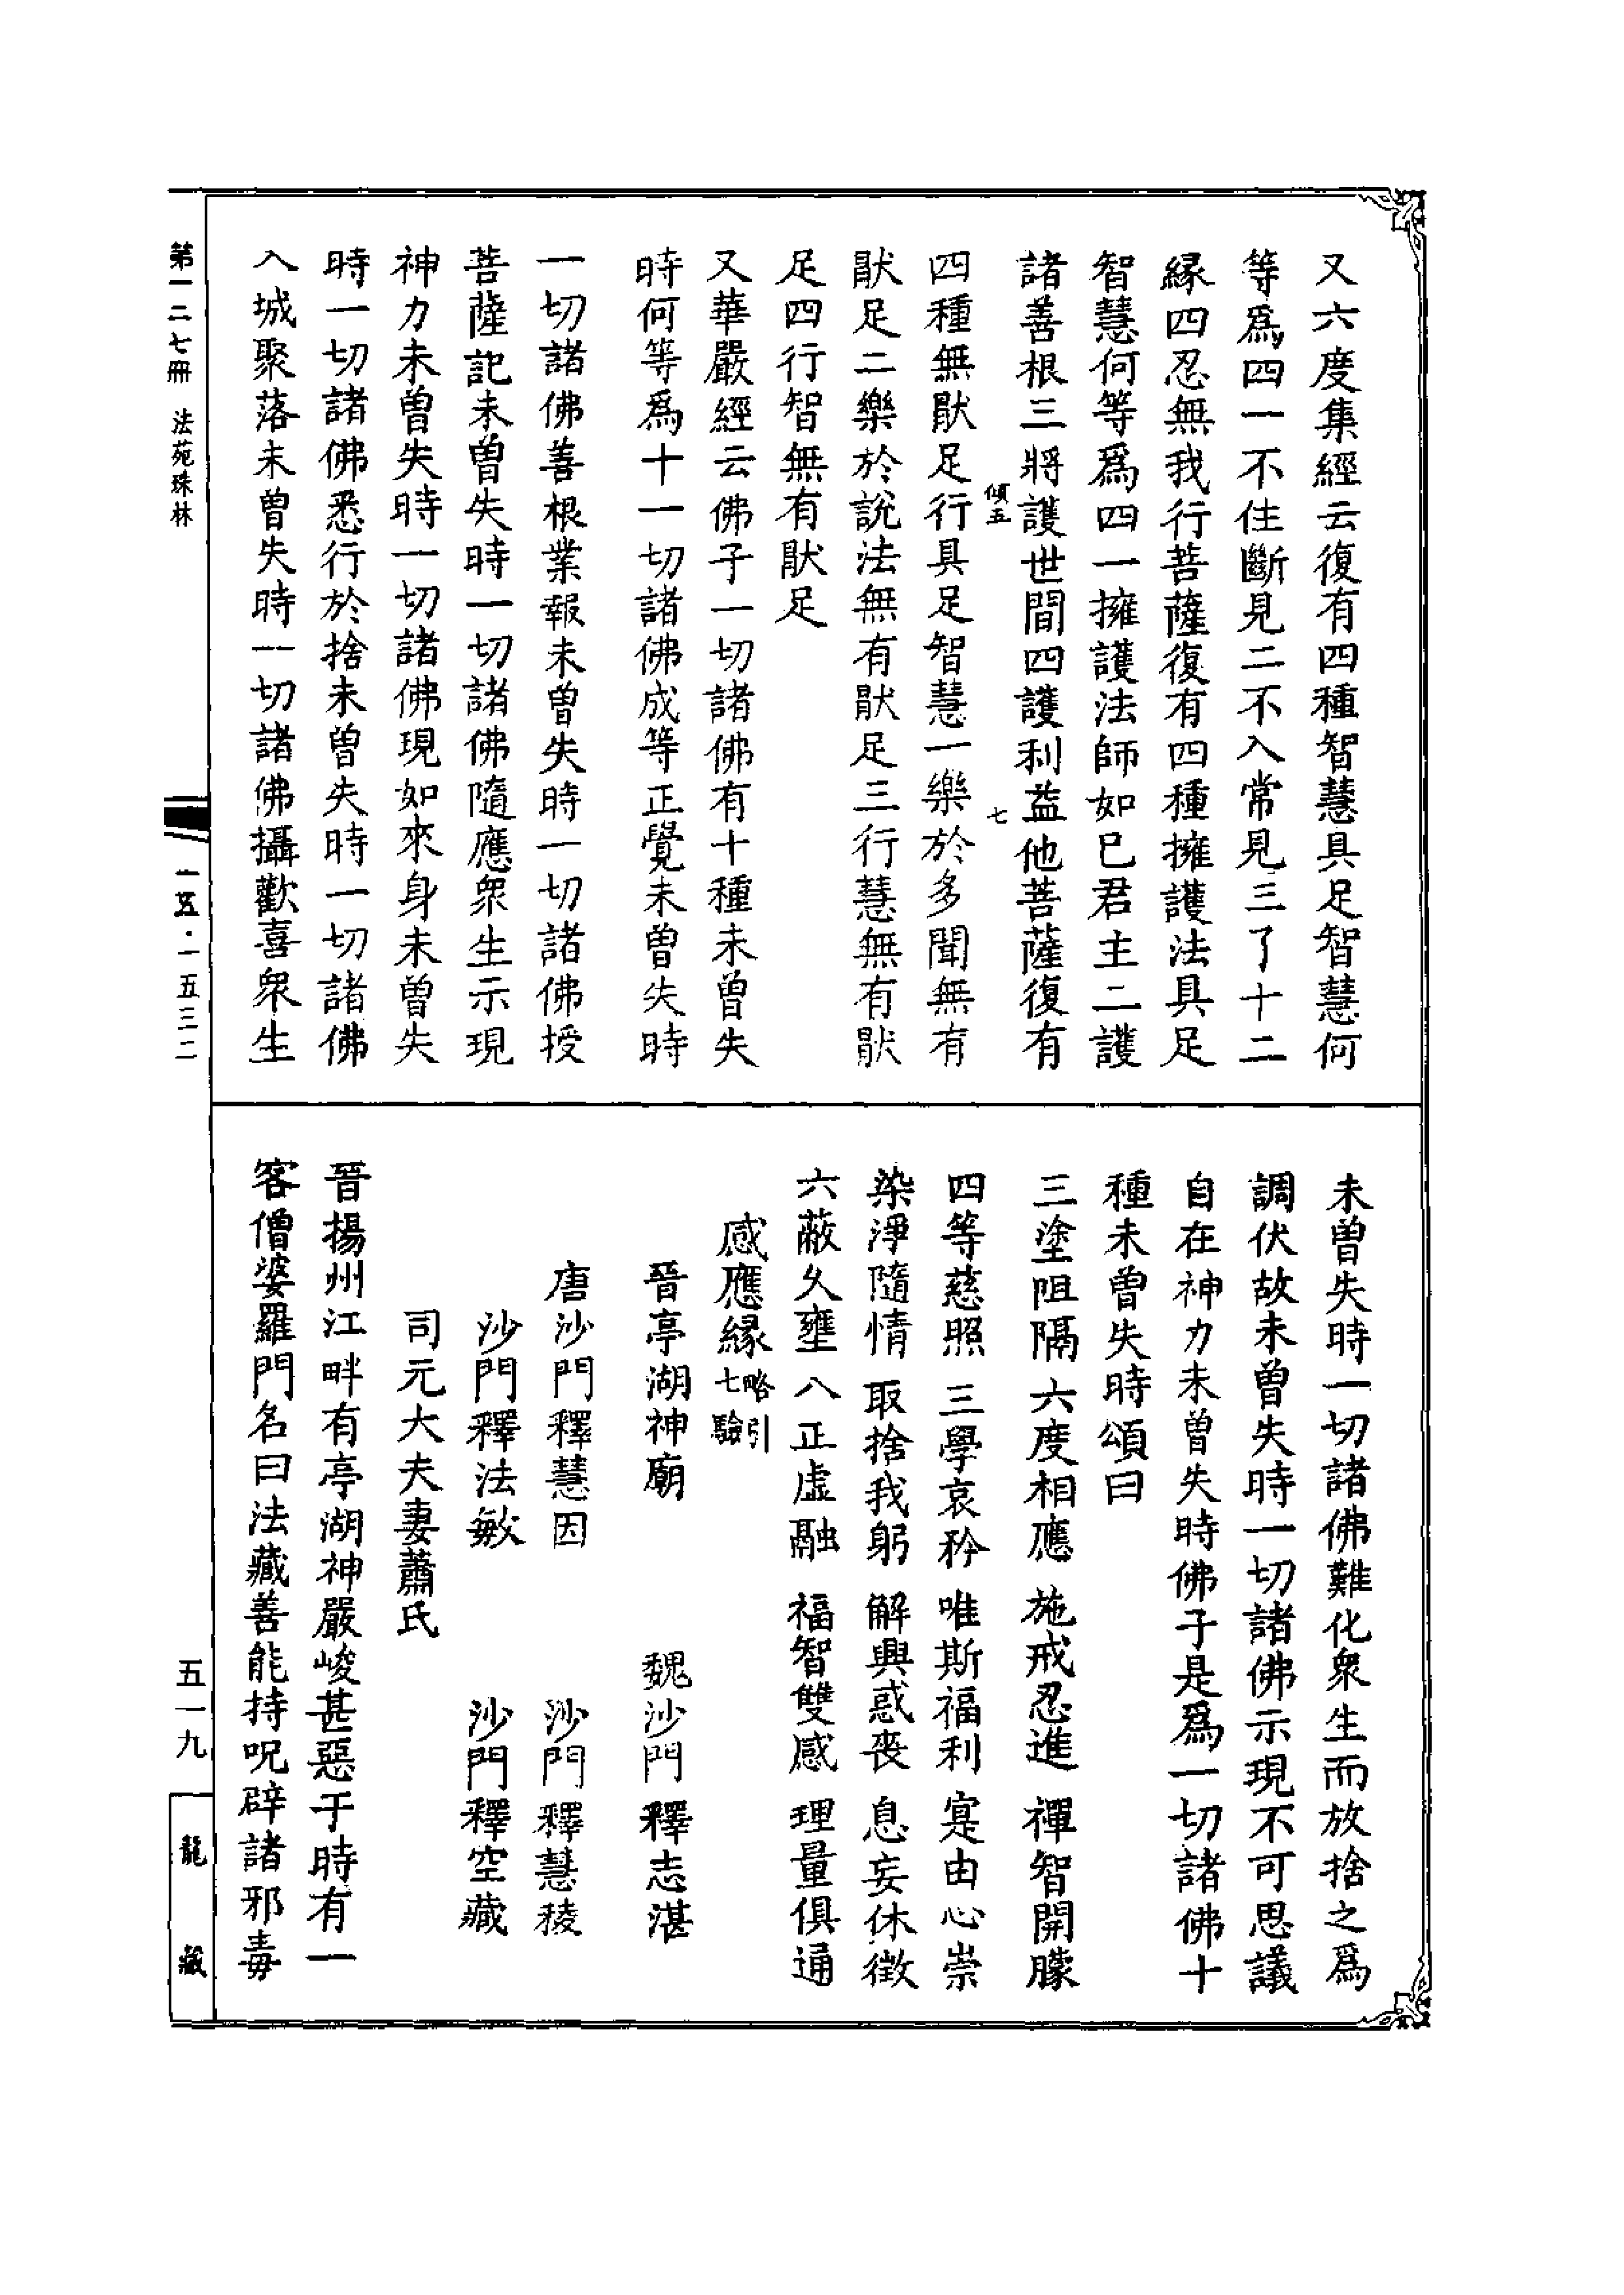 又六度集經云復有四種智慧具足智慧何
等爲四一不住斷見二不入常見三了十二
緣四忍無我行菩薩復有四種擁護法具足
智慧何等爲四一擁護法師如已君主二護
諸善根三將護世間四護利益他菩薩復有
傾五 七
四種無猒足行具足智慧一樂於多聞無有
猒足二樂於說法無有猒足三行慧無有猒
足四行智無有猒足
又華嚴經云佛子一切諸佛有十種未曾失
時何等爲十一切諸佛成等正覺未曾失時
一切諸佛善根業報未曾失時一切諸佛授
菩薩記未曾失時一切諸佛隨應衆生示現
神力未曾失時一切諸佛現如來身未曾失
時一切諸佛悉行於捨未曾失時一切諸佛
入城聚落未曾失時一切諸佛攝歡喜衆生
未曾失時一切諸佛難化衆生而放捨之爲
調伏故未曾失時一切諸佛示現不可思議
自在神力未曾失時佛子是爲一切諸佛十
種未曾失時頌曰
三塗阻隔 六度相應 施戒忍進 禪智開朦
四等慈照 三學哀矜 唯斯福利 寔由心崇
染淨隨情 取捨我躬 解興惑喪 息妄休徵
六蔽久壅 八正虛融 福智雙感 理量俱通
感應緣 略引七驗
晉亭湖神廟 魏沙門釋志湛
唐沙門釋慧因 沙門釋慧稜
沙門釋法敏 沙門釋空藏
司元大夫妻蕭氏
晉揚州江畔有亭湖神嚴峻甚惡于時有一
客僧婆羅門名曰法藏善能持呪辟諸邪毒
第一二七冊 法苑珠林
一五·一五三二
五一九
龍藏